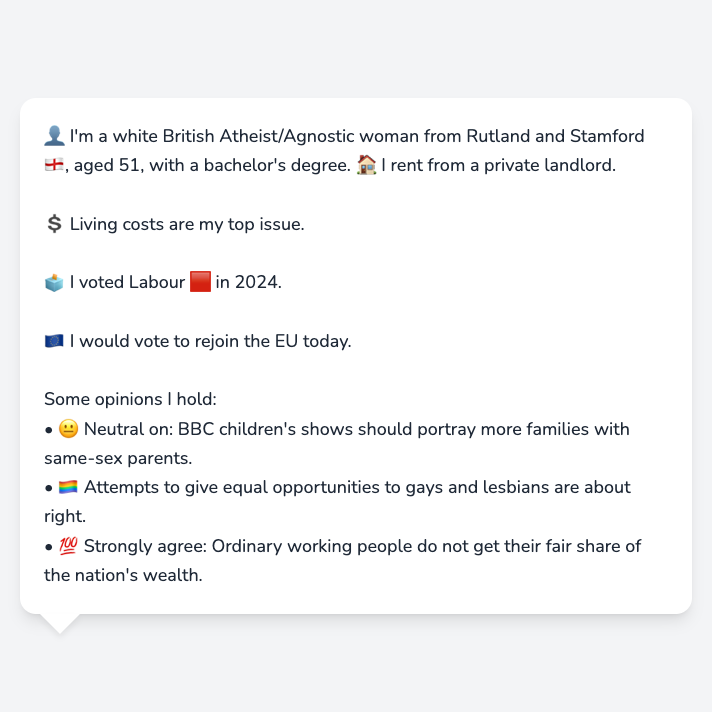 👤 I'm a white British Atheist/Agnostic woman from Rutland and Stamford
🏴󠁧󠁢󠁥󠁮󠁧󠁿, aged 51, with a bachelor's degree. 🏠 I rent from a private landlord.
💲 Living costs are my top issue.
🗳️ I voted Labour 🟥 in 2024.
🇪🇺 I would vote to rejoin the EU today.
Some opinions I hold:
• 😐 Neutral on: BBC children's shows should portray more families with
same-sex parents.
• 🏳️‍🌈 Attempts to give equal opportunities to gays and lesbians are about
right.
• 💯 Strongly agree: Ordinary working people do not get their fair share of
the nation's wealth.